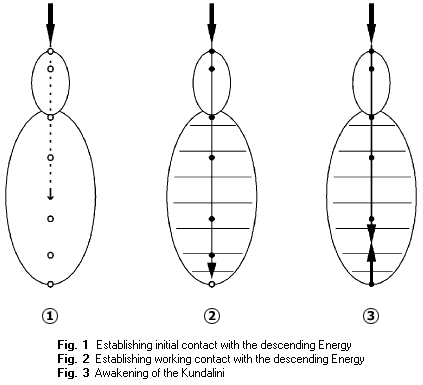 ① ② ③
Fig. 1 Establishing initial contact with the descending Energy
Fig. 2 Establishing working contact with the descending Energy
Fig. 3 Awakening of the Kundalini